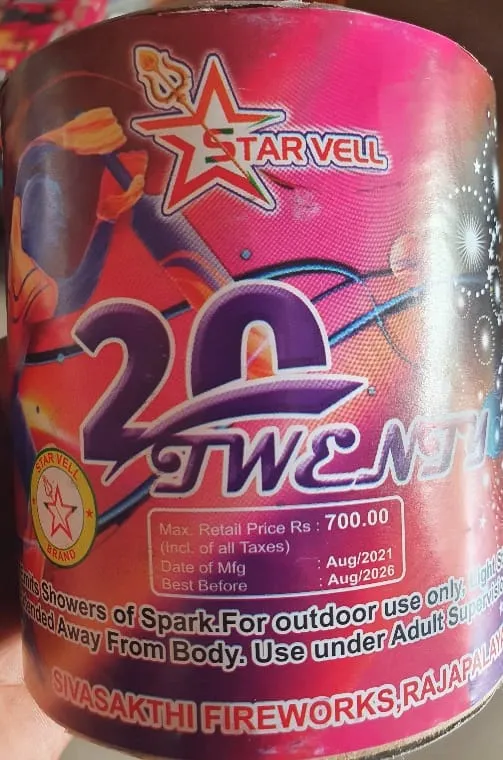 STAR VELL
20
TWENTY
STAR VELL
BRAND
Max. Retail Price Rs : 700.00
(Incl. of all Taxes)
Date of Mfg : Aug/2021
Best Before : Aug/2026
Showers of Spark.For outdoor use only,
Away From Body. Use under Adult
SIVASAKTHI FIREWORKS,